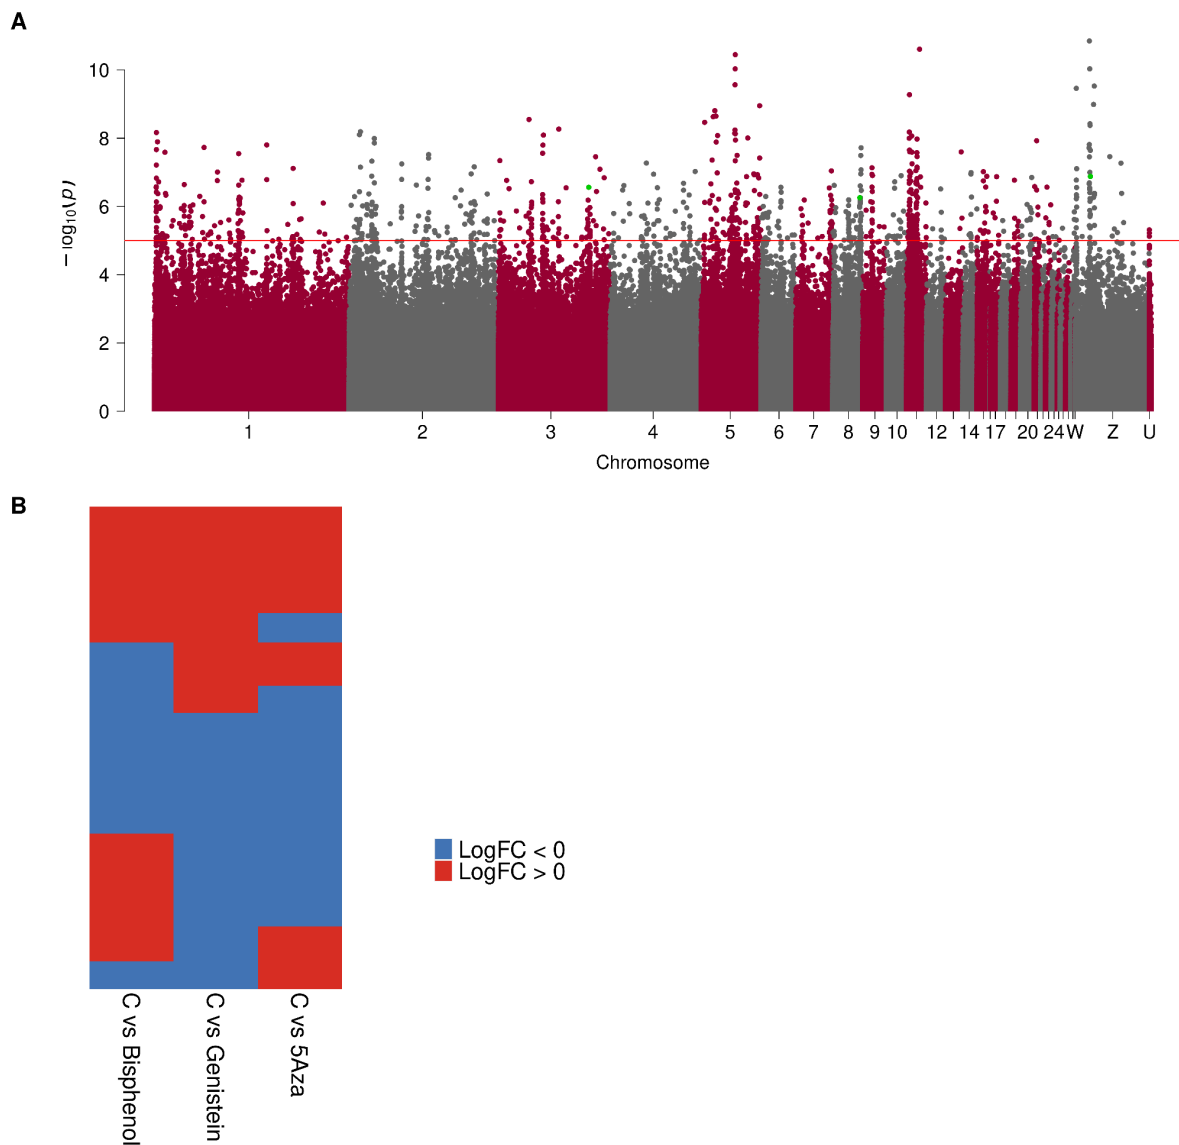 A
10
8
6
4
2
0
− log10(p)
1 2 3 4 5 6 7 8 9 10 12 14 17 20 24 W Z U
Chromosome
B
LogFC < 0
LogFC > 0
C vs Bisphenol
C vs Genistein
C vs 5Aza